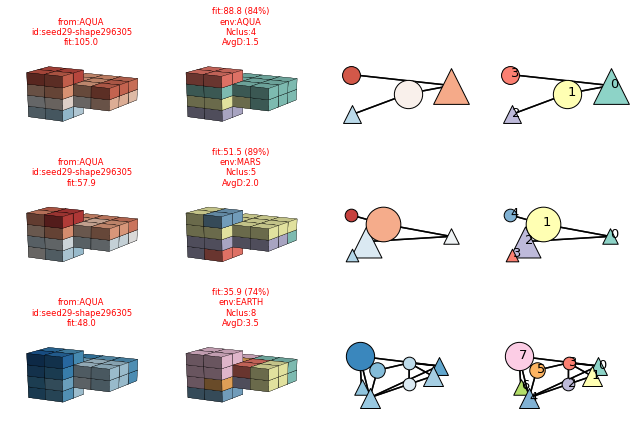 from:AQUA
id:seed29-shape296305
fit:105.0
fit:88.8 (84%)
env:AQUA
Nclus:4
AvgD:1.5
3
1
0
2
from:AQUA
id:seed29-shape296305
fit:57.9
fit:51.5 (89%)
env:MARS
Nclus:5
AvgD:2.0
4
1
2
0
3
from:AQUA
id:seed29-shape296305
fit:48.0
fit:35.9 (74%)
env:EARTH
Nclus:8
AvgD:3.5
7
3
0
5
1
2
6
4